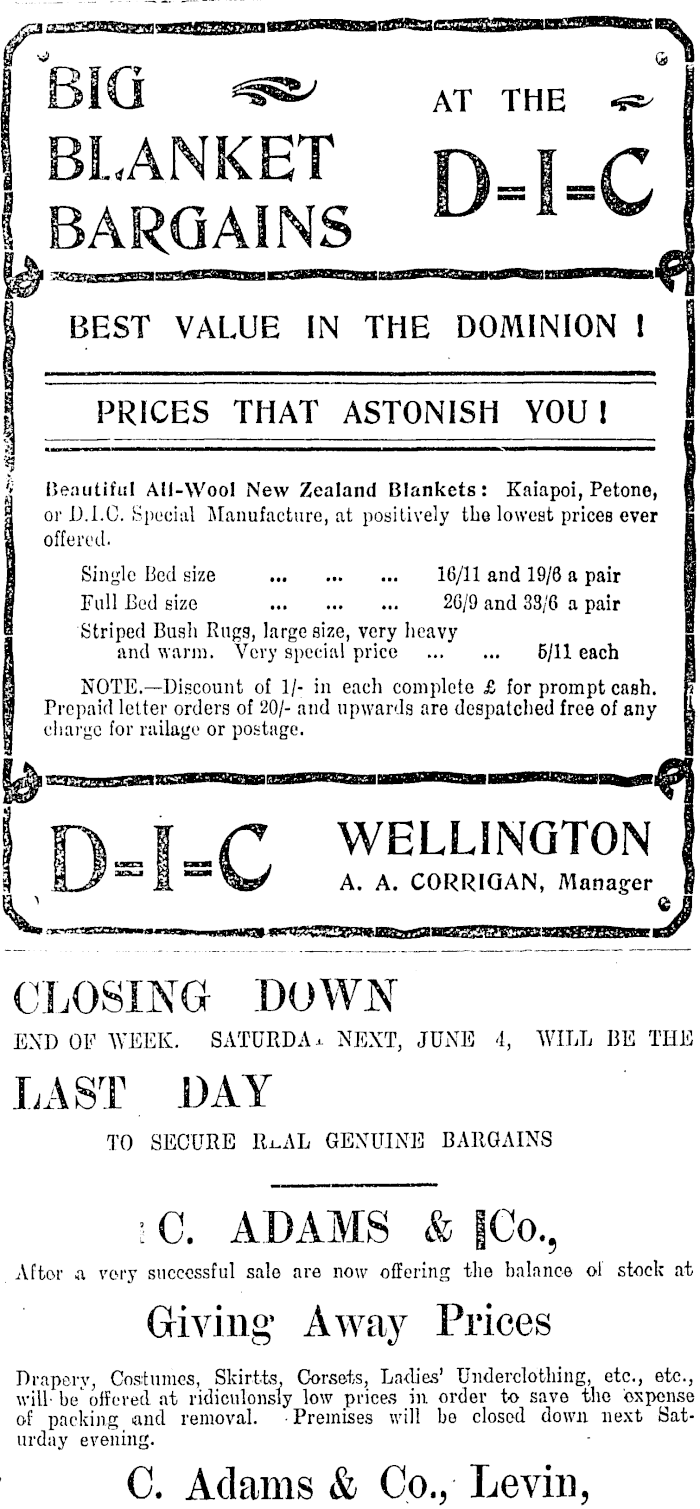 BIG
BLANKET
BARGAINS
AT THE
D=I=C
BEST VALUE IN THE DOMINION !
PRICES THAT ASTONISH YOU !
Beautiful All-Wool New Zealand Blankets: Kaiapoi, Petone,
or D.I.C. Special Manufacture, at positively the lowest prices ever
offered.
Single Bed size ... ... ... 16/11 and 19/6 a pair
Full Bed size ... ... ... 26/9 and 33/6 a pair
Striped Bush Rugs, large size, very heavy
and warm. Very special price ... ... 5/11 each
NOTE.—Discount of 1/- in each complete £ for prompt cash.
Prepaid letter orders of 20/- and upwards are despatched free of any
charge for railage or postage.
D=I=C
WELLINGTON
A. A. CORRIGAN, Manager
CLOSING DOWN
END OF WEEK. SATURDAY NEXT, JUNE 4, WILL BE THE
LAST DAY
TO SECURE REAL GENUINE BARGAINS
C. ADAMS & Co.,
After a very successful sale are now offering the balance of stock at
Giving Away Prices
Drapery, Costumes, Skirtts, Corsets, Ladies' Underclothing, etc., etc.,
will be offered at ridiculonsly low prices in order to save the expense
of packing and removal. Premises will be closed down next Sat-
urday evening.
C. Adams & Co., Levin,